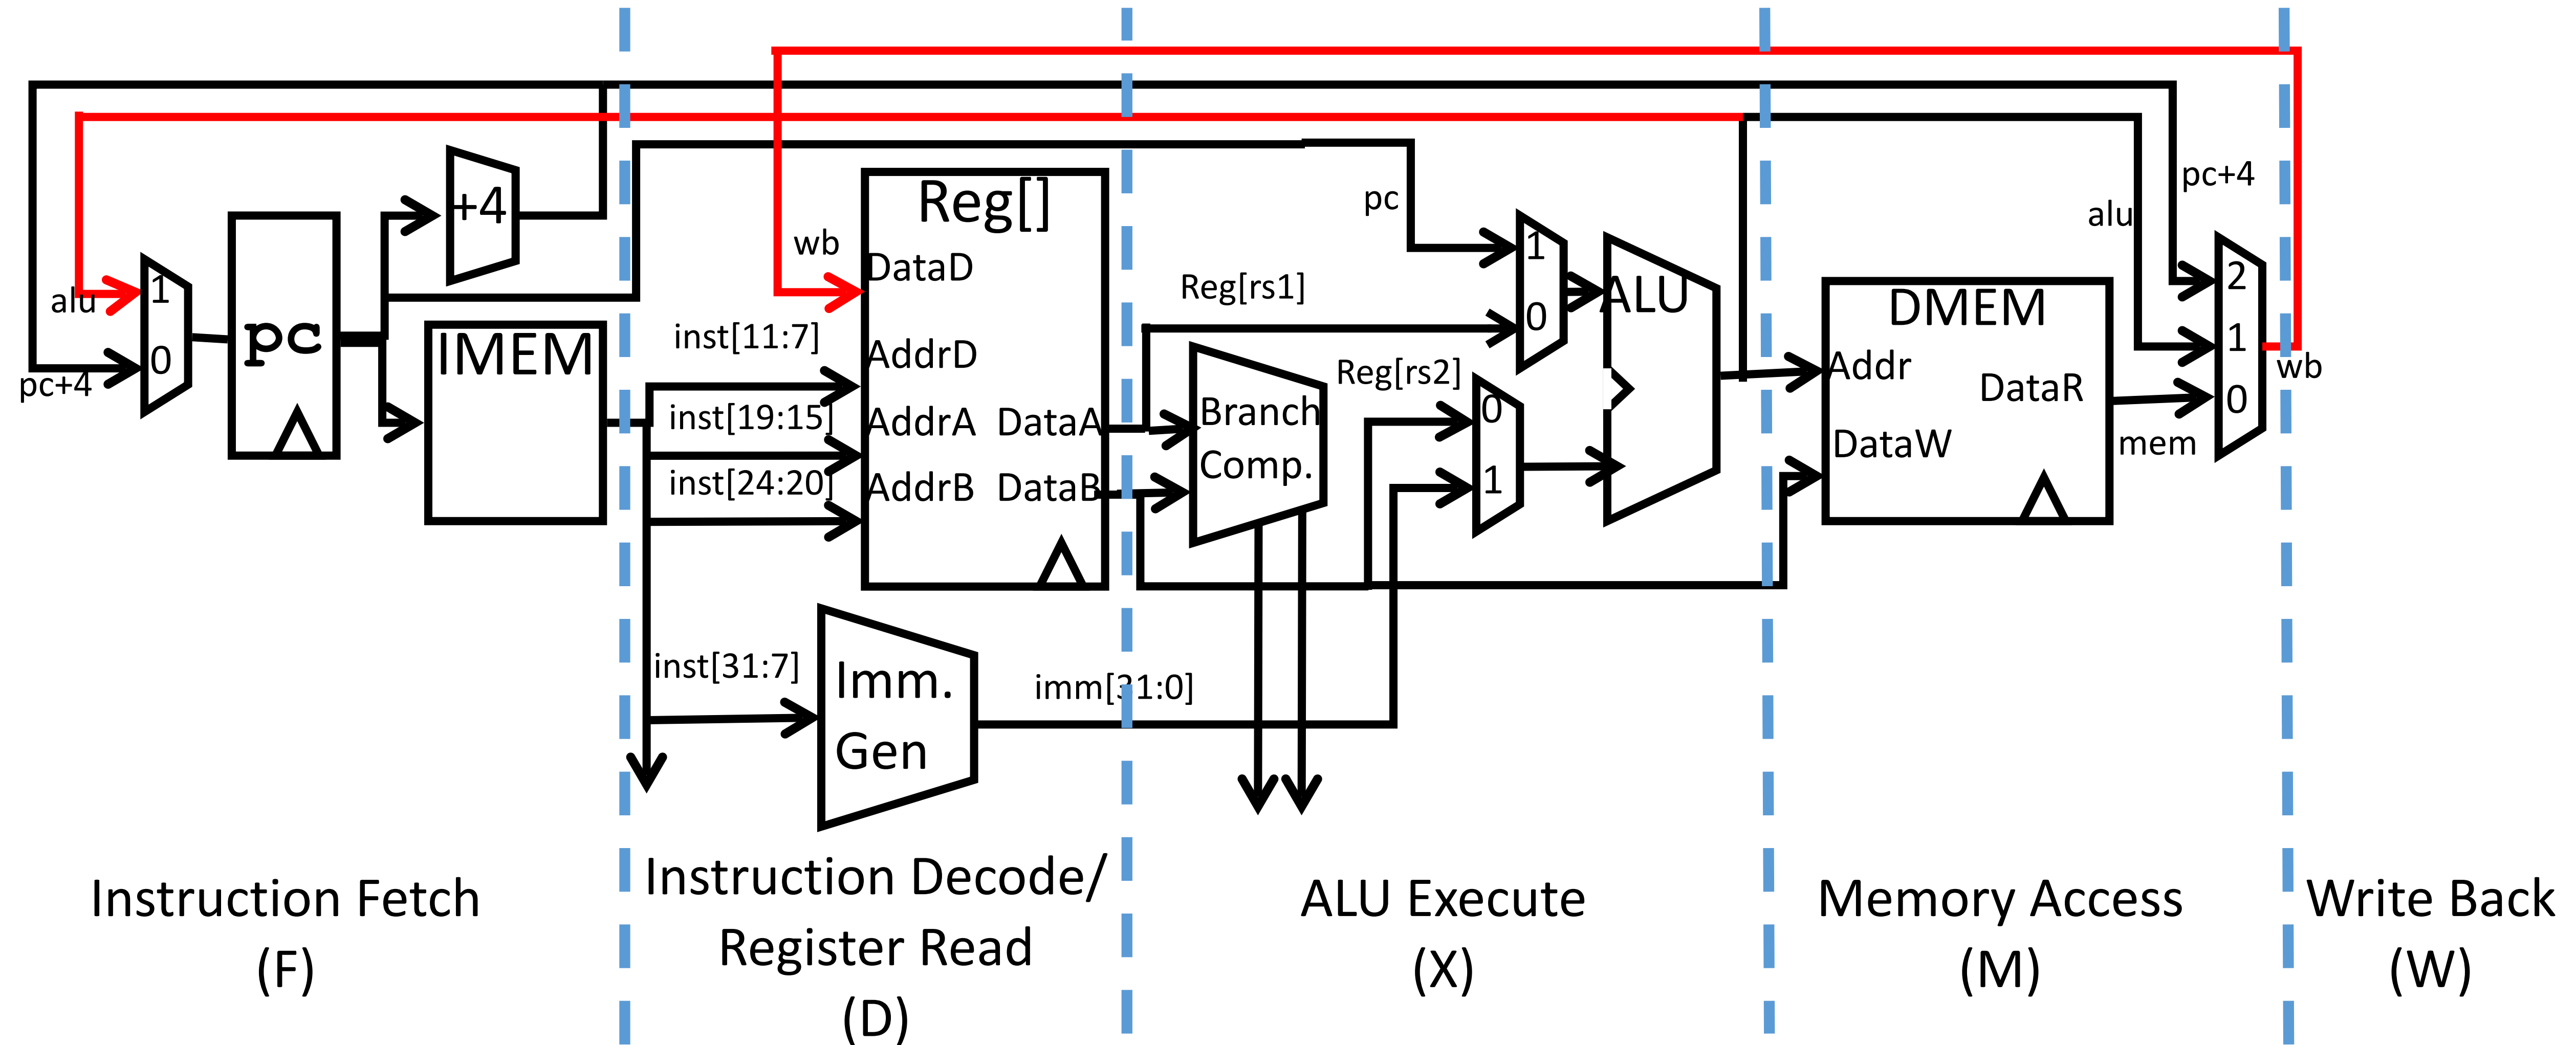 pc+4
alu
+4
wb
Reg[]
DataD
pc
alu
1
0
pc+4
pc
IMEM
inst[11:7]
inst[19:15]
inst[24:20]
AddrD
AddrA
DataA
AddrB
DataB
Reg[rs1]
Reg[rs2]
Branch
Comp.
1
0
0
1
ALU
DMEM
Addr
DataR
DataW
mem
2
1
0
wb
inst[31:7]
Imm.
Gen
imm[31:0]
Instruction Fetch
(F)
Instruction Decode/
Register Read
(D)
ALU Execute
(X)
Memory Access
(M)
Write Back
(W)